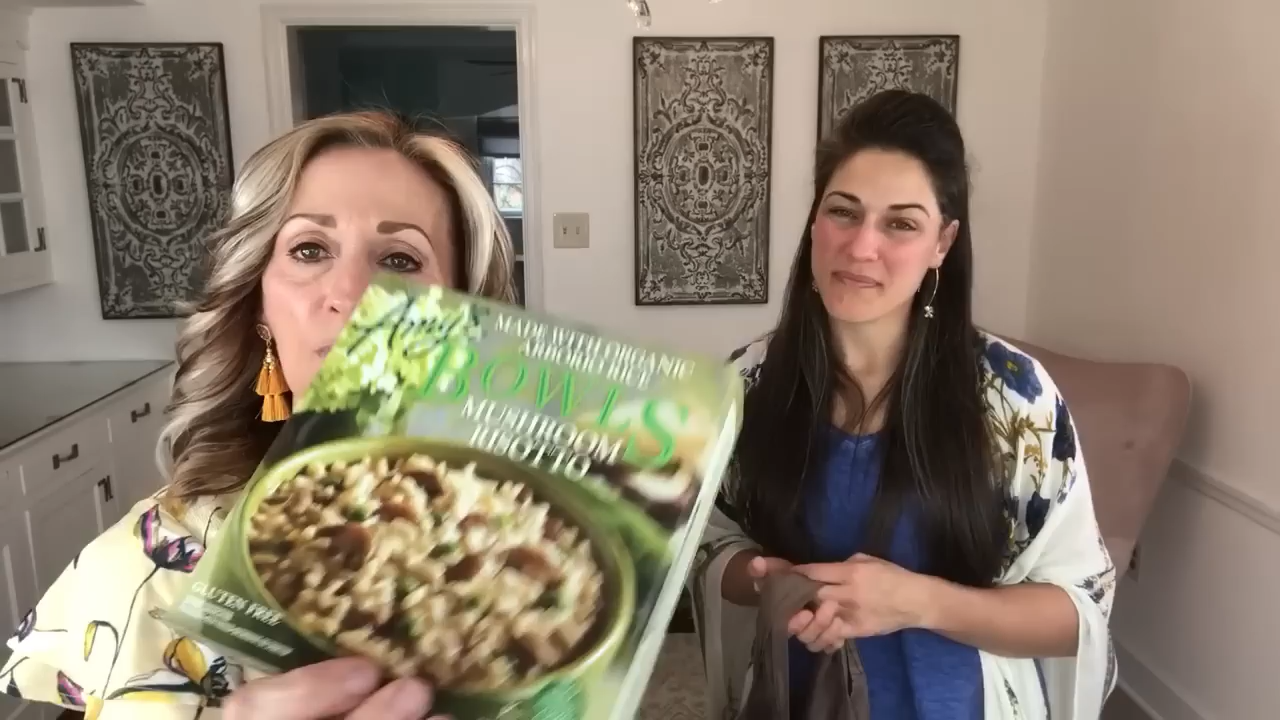 Amy's
MADE WITH ORGANIC
ARBORIO RICE
BOWLS
MUSHROOM
RISOTTO
GLUTEN FREE